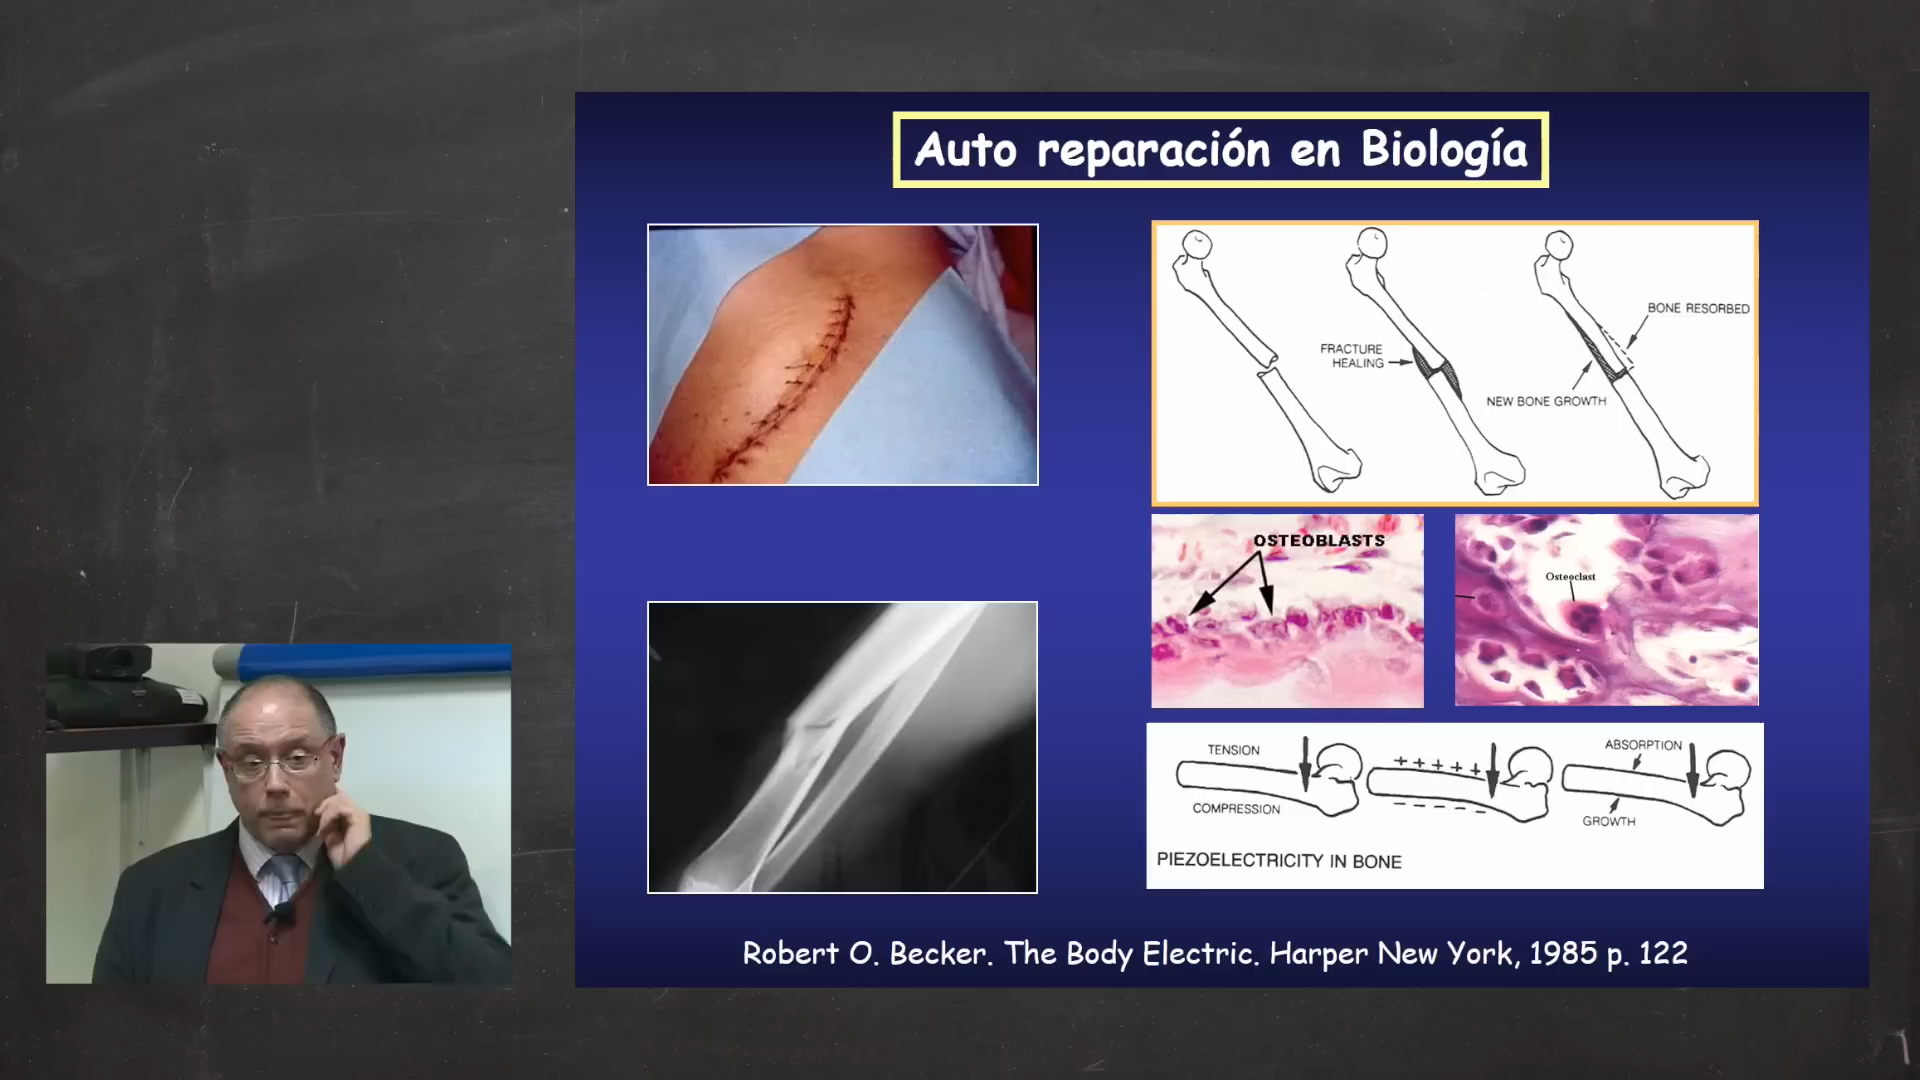 Auto reparación en Biología
BONE RESORBED
FRACTURE
HEALING
NEW BONE GROWTH
OSTEOBLASTS
Osteoclast
TENSION
COMPRESSION
+ + + + +
- - - - -
ABSORPTION
GROWTH
PIEZOELECTRICITY IN BONE
Robert O. Becker. The Body Electric. Harper New York, 1985 p. 122